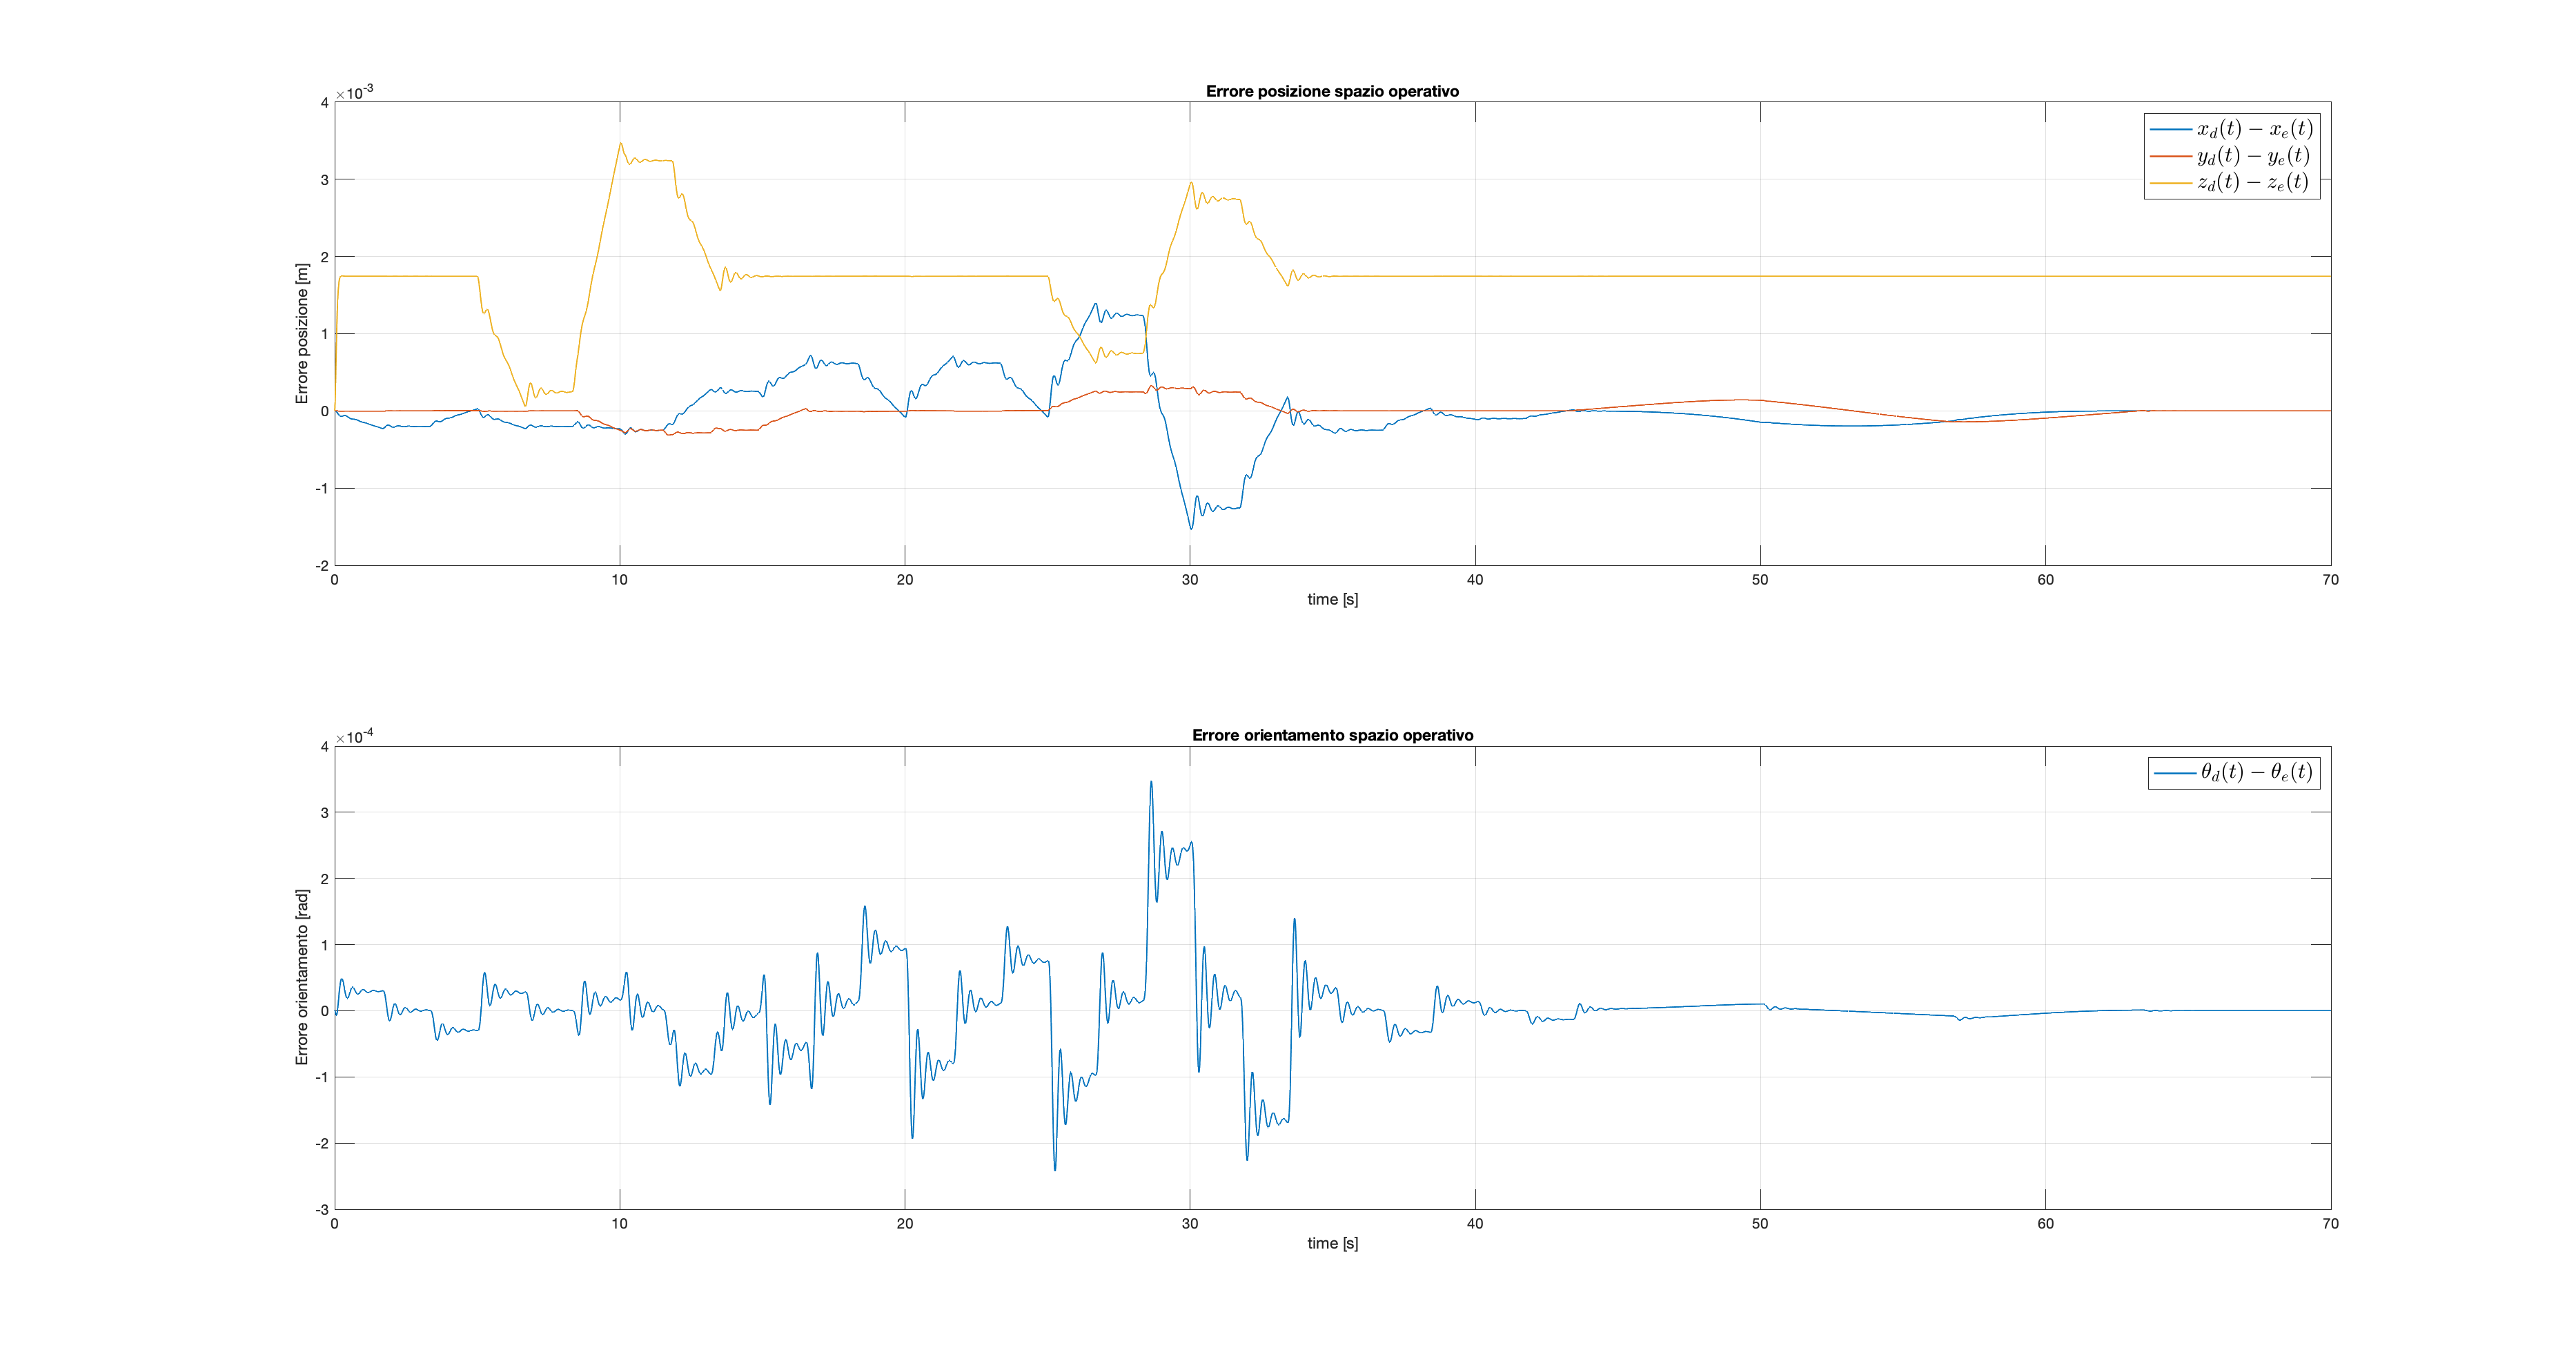 Errore posizione spazio operativo
×10-3
4
3
2
1
0
-1
-2
Errore posizione [m]
x_d(t) − x_e(t)
y_d(t) − y_e(t)
z_d(t) − z_e(t)
0 10 20 30 40 50 60 70
time [s]
Errore orientamento spazio operativo
×10-4
4
3
2
1
0
-1
-2
-3
Errore orientamento [rad]
θ_d(t) − θ_e(t)
0 10 20 30 40 50 60 70
time [s]